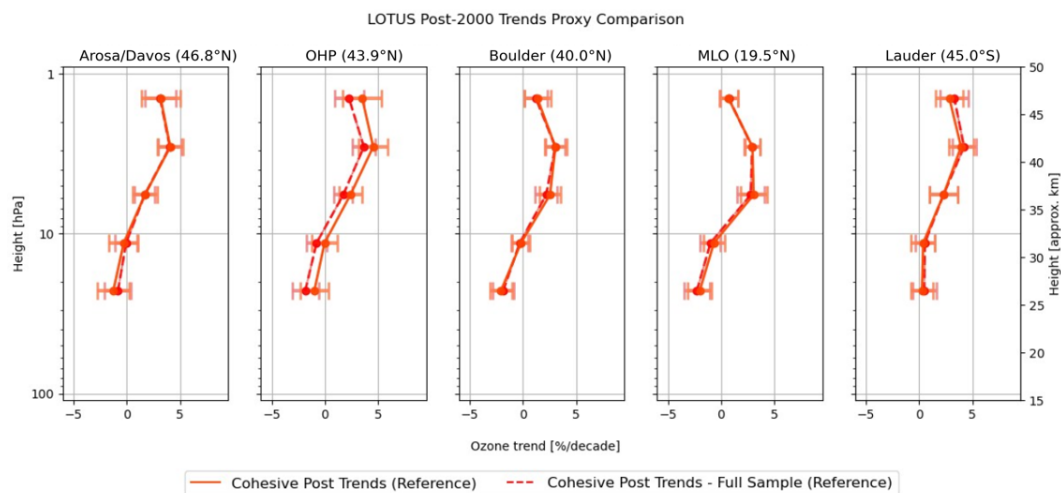 LOTUS Post-2000 Trends Proxy Comparison
Arosa/Davos (46.8°N) OHP (43.9°N) Boulder (40.0°N) MLO (19.5°N) Lauder (45.0°S)
1 50
45
40
Height [hPa]
35
10
30
Height [approx. km]
25
20
100 15
−5 0 5 −5 0 5 −5 0 5 −5 0 5 −5 0 5
Ozone trend [%/decade]
Cohesive Post Trends (Reference) Cohesive Post Trends - Full Sample (Reference)